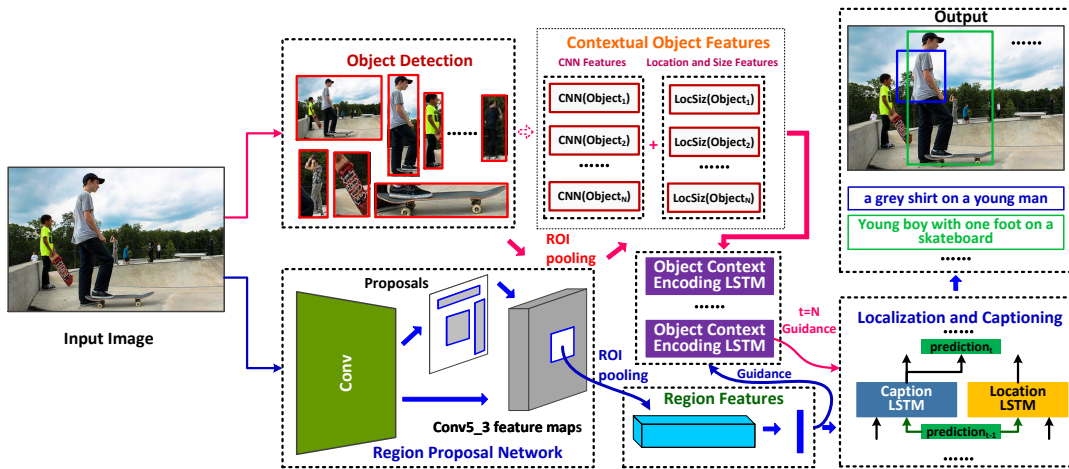 Input Image
Object Detection
......
Contextual Object Features
CNN Features
Location and Size Features
CNN(Object1)
CNN(Object2)
......
CNN(ObjectN)
+
LocSiz(Object1)
LocSiz(Object2)
......
LocSiz(ObjectN)
ROI
pooling
Proposals
Conv
Conv5_3 feature maps
Region Proposal Network
ROI
pooling
Object Context
Encoding LSTM
......
Object Context
Encoding LSTM
t=N
Guidance
Guidance
Region Features
Localization and Captioning
......
predictiont
Caption
LSTM
Location
LSTM
predictiont-1
Output
......
a grey shirt on a young man
Young boy with one foot on a
skateboard
......